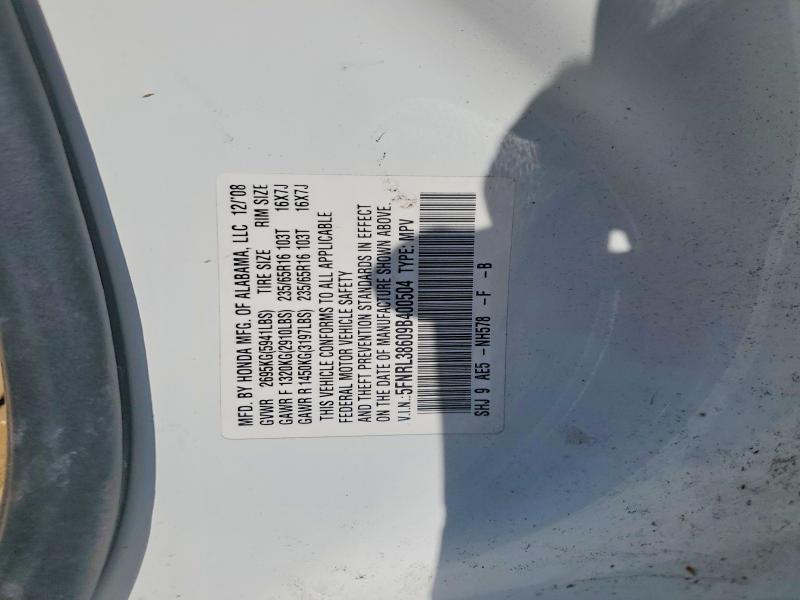 MFD. BY HONDA MFG. OF ALABAMA, LLC 12/'08
GVWR 2695KG(5941LBS) TIRE SIZE RIM SIZE
GAWR F 1320KG(2910LBS) 235/65R16 103T 16X7J
GAWR R 1450KG(3197LBS) 235/65R16 103T 16X7J
THIS VEHICLE CONFORMS TO ALL APPLICABLE
FEDERAL MOTOR VEHICLE SAFETY
AND THEFT PREVENTION STANDARDS IN EFFECT
ON THE DATE OF MANUFACTURE SHOWN ABOVE.
V.I.N.:5FNRL38609B400504 TYPE: MPV
SHJ 9 AE5 -NH578 -F -B